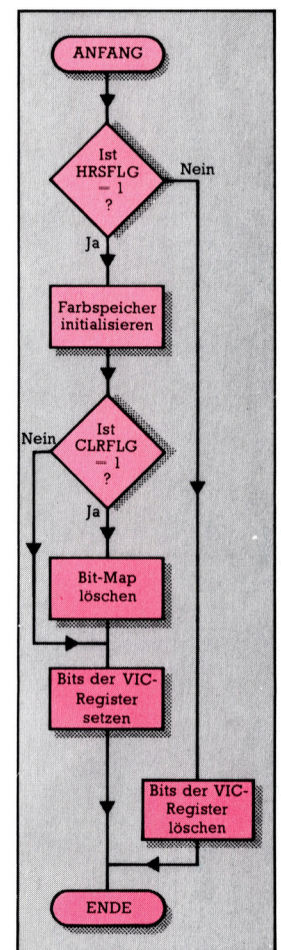 ANFANG
Ist
HRSFLG
= 1
?
Nein
Ja
Farbspeicher
initialisieren
Ist
CLRFLG
= 1
?
Nein
Ja
Bit-Map
löschen
Bits der VIC-
Register
setzen
Bits der VIC-
Register
löschen
ENDE